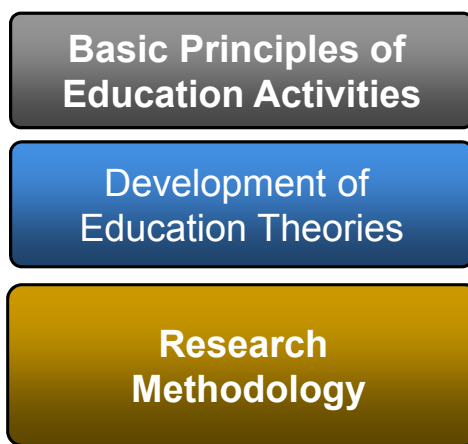 Basic Principles of
Education Activities
Development of
Education Theories
Research
Methodology